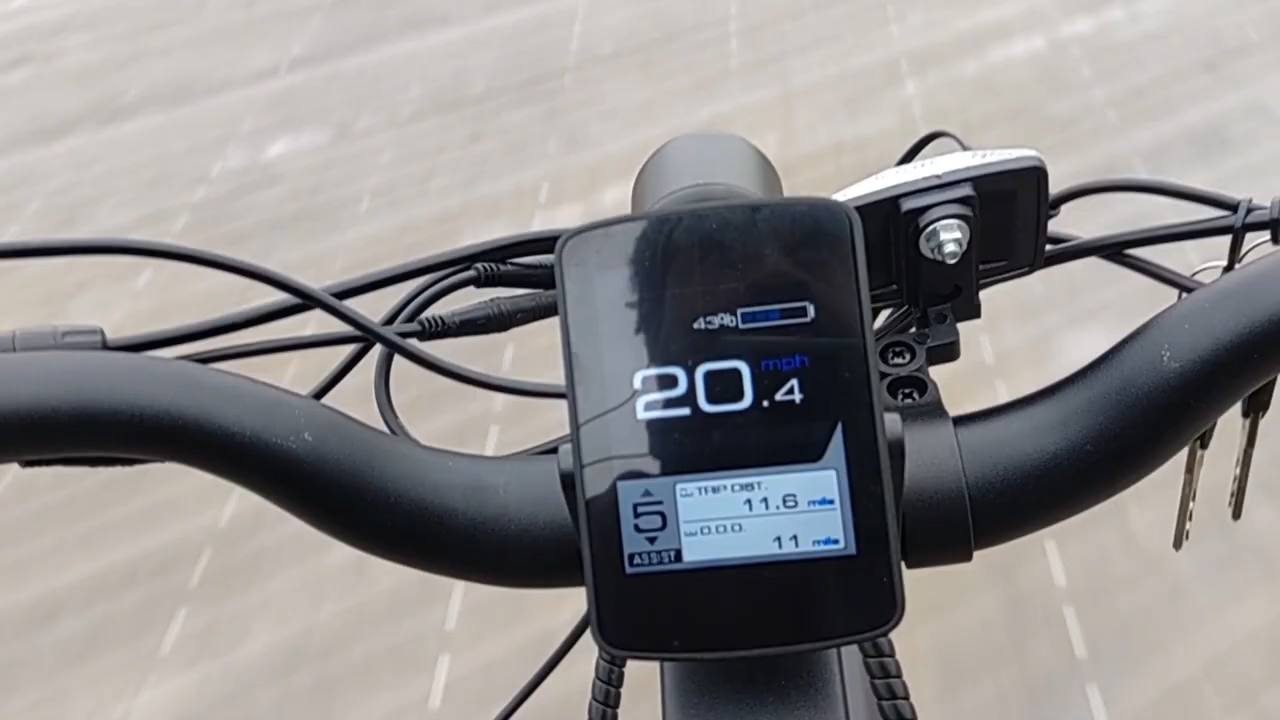 43%
20.4 mph
TRIP DIST.
11.6 mile
5
O.D.O.
11 mile
ASSIST